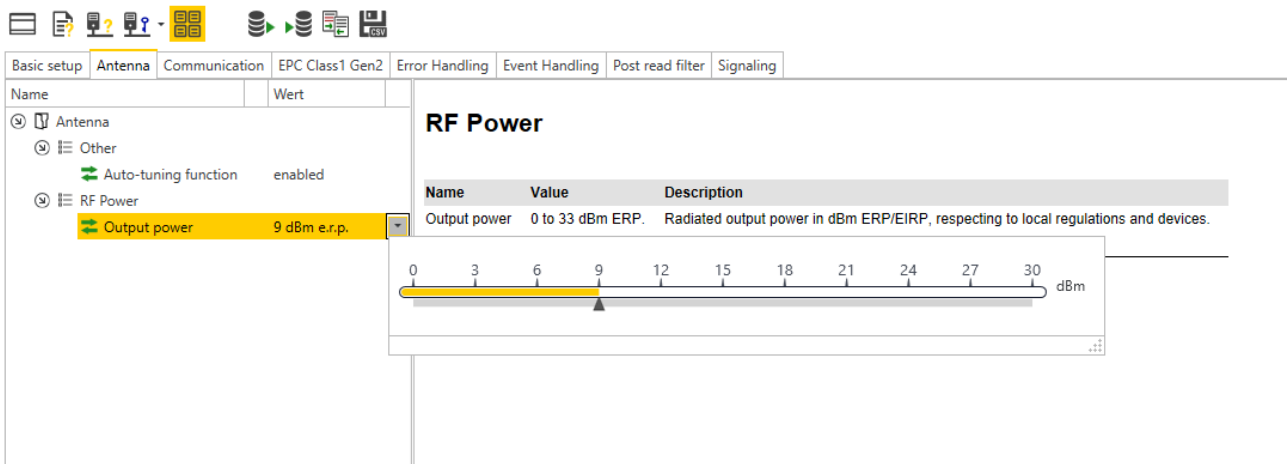 CSV
Basic setup Antenna Communication EPC Class1 Gen2 Error Handling Event Handling Post read filter Signaling
Name Wert
Antenna
Other
Auto-tuning function enabled
RF Power
Output power 9 dBm e.r.p.
RF Power
Name Value Description
Output power 0 to 33 dBm ERP. Radiated output power in dBm ERP/EIRP, respecting to local regulations and devices.
0 3 6 9 12 15 18 21 24 27 30
dBm